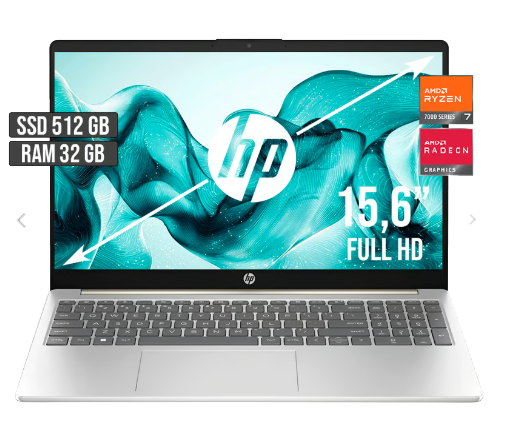 AMD
RYZEN
7000 SERIES 7
SSD 512 GB
RAM 32 GB
AMD
RADEON
GRAPHICS
hp
15,6"
FULL HD
hp